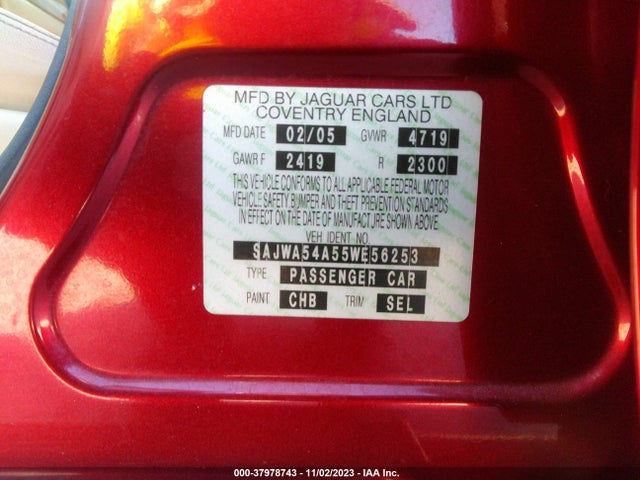 MFD BY JAGUAR CARS LTD
COVENTRY ENGLAND
MFD DATE 02/05 GVWR 4719
GAWR F 2419 R 2300
THIS VEHICLE CONFORMS TO ALL APPLICABLE FEDERAL MOTOR
VEHICLE SAFETY BUMPER AND THEFT PREVENTION STANDARDS
IN EFFECT ON THE DATE OF MANUFACTURE SHOWN ABOVE.
VEH IDENT NO.
SAJWA54A55WE56253
TYPE PASSENGER CAR
PAINT CHB TRIM SEL
000-37978743 - 11/02/2023 - IAA Inc.